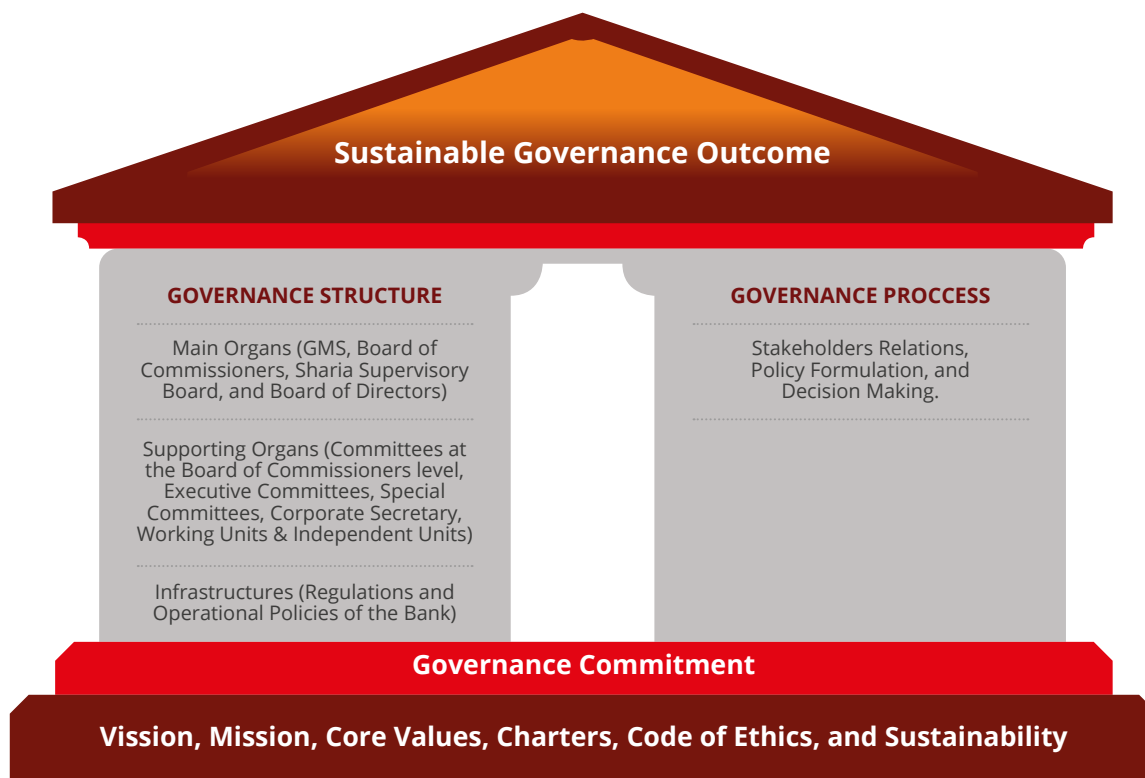 Sustainable Governance Outcome
GOVERNANCE STRUCTURE
Main Organs (GMS, Board of
Commissioners, Sharia Supervisory
Board, and Board of Directors)
Supporting Organs (Committees at
the Board of Commissioners level,
Executive Committees, Special
Committees, Corporate Secretary,
Working Units & Independent Units)
Infrastructures (Regulations and
Operational Policies of the Bank)
GOVERNANCE PROCCESS
Stakeholders Relations,
Policy Formulation, and
Decision Making.
Governance Commitment
Vission, Mission, Core Values, Charters, Code of Ethics, and Sustainability